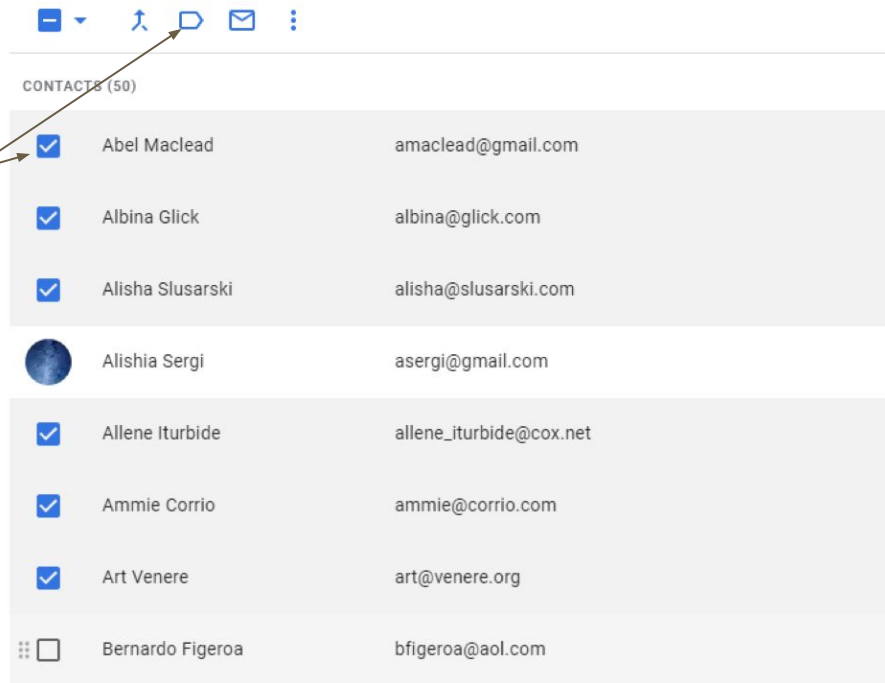 CONTACTS (50)
Abel Maclead amaclead@gmail.com
Albina Glick albina@glick.com
Alisha Slusarski alisha@slusarski.com
Alishia Sergi asergi@gmail.com
Allene Iturbide allene_iturbide@cox.net
Ammie Corrio ammie@corrio.com
Art Venere art@venere.org
Bernardo Figeroa bfigeroa@aol.com